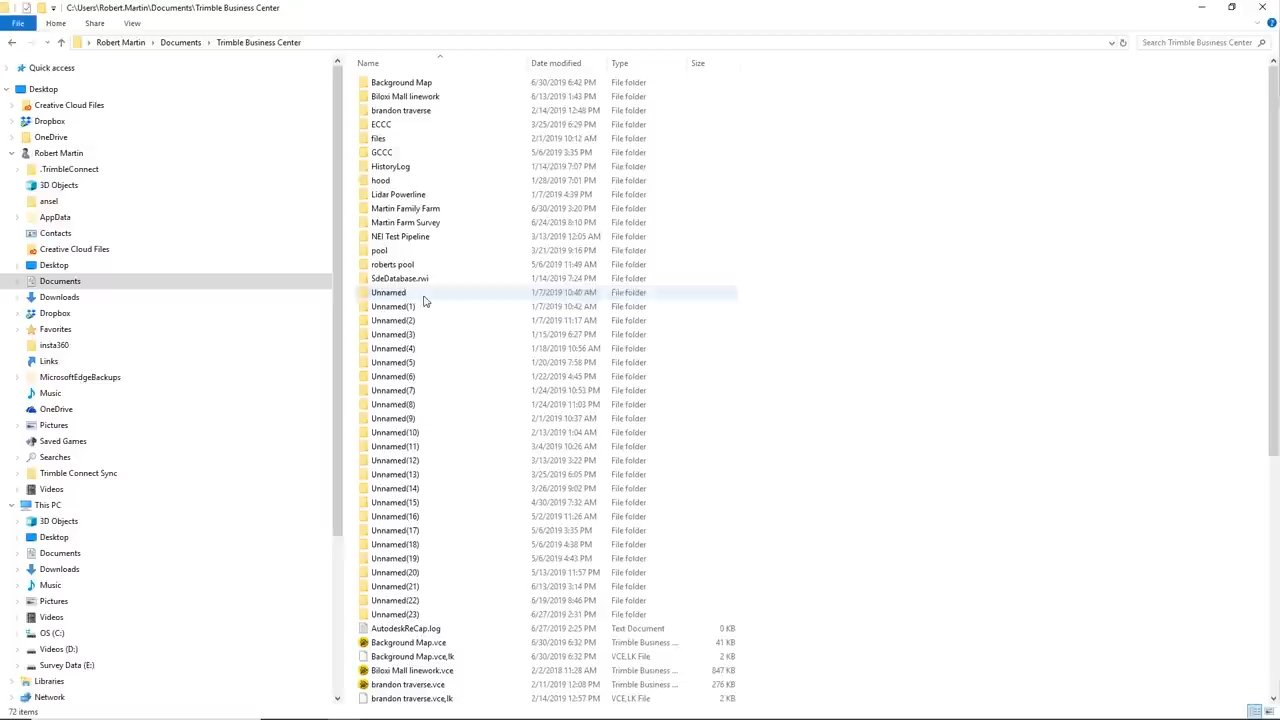 C:\Users\Robert.Martin\Documents\Trimble Business Center
File Home Share View
Robert Martin Documents Trimble Business Center Search Trimble Business Center
Quick access
Desktop
Creative Cloud Files
Dropbox
OneDrive
Robert Martin
.TrimbleConnect
3D Objects
ansel
AppData
Contacts
Creative Cloud Files
Desktop
Documents
Downloads
Dropbox
Favorites
insta360
Links
MicrosoftEdgeBackups
Music
OneDrive
Pictures
Saved Games
Searches
Trimble Connect Sync
Videos
This PC
3D Objects
Desktop
Documents
Downloads
Music
Pictures
Videos
OS (C:)
Videos (D:)
Survey Data (E:)
Libraries
Network
Name Date modified Type Size
Background Map 6/30/2019 6:42 PM File folder
Biloxi Mall linework 6/13/2019 1:43 PM File folder
brandon traverse 2/14/2019 12:48 PM File folder
ECCC 3/25/2019 6:29 PM File folder
files 2/1/2019 10:12 AM File folder
GCCC 5/6/2019 3:35 PM File folder
HistoryLog 1/14/2019 7:07 PM File folder
hood 1/28/2019 7:01 PM File folder
Lidar Powerline 1/7/2019 4:39 PM File folder
Martin Family Farm 6/30/2019 3:20 PM File folder
Martin Farm Survey 6/24/2019 8:10 PM File folder
NEI Test Pipeline 3/13/2019 12:05 AM File folder
pool 3/21/2019 9:16 PM File folder
roberts pool 5/6/2019 11:49 AM File folder
SdeDatabase.rwi 1/14/2019 7:24 PM File folder
Unnamed 1/7/2019 10:40 AM File folder
Unnamed(1) 1/7/2019 10:42 AM File folder
Unnamed(2) 1/7/2019 11:17 AM File folder
Unnamed(3) 1/15/2019 6:27 PM File folder
Unnamed(4) 1/18/2019 10:56 AM File folder
Unnamed(5) 1/20/2019 7:58 PM File folder
Unnamed(6) 1/22/2019 4:45 PM File folder
Unnamed(7) 1/24/2019 10:53 PM File folder
Unnamed(8) 1/24/2019 11:03 PM File folder
Unnamed(9) 2/1/2019 10:37 AM File folder
Unnamed(10) 2/13/2019 1:04 AM File folder
Unnamed(11) 3/4/2019 10:26 AM File folder
Unnamed(12) 3/13/2019 3:22 PM File folder
Unnamed(13) 3/25/2019 6:05 PM File folder
Unnamed(14) 3/26/2019 9:02 PM File folder
Unnamed(15) 4/30/2019 7:32 AM File folder
Unnamed(16) 5/2/2019 11:26 AM File folder
Unnamed(17) 5/6/2019 3:35 PM File folder
Unnamed(18) 5/6/2019 4:38 PM File folder
Unnamed(19) 5/6/2019 4:43 PM File folder
Unnamed(20) 5/13/2019 11:57 PM File folder
Unnamed(21) 6/13/2019 3:14 PM File folder
Unnamed(22) 6/19/2019 8:46 PM File folder
Unnamed(23) 6/27/2019 2:31 PM File folder
AutodeskReCap.log 6/27/2019 2:25 PM Text Document 0 KB
Background Map.vce 6/30/2019 6:32 PM Trimble Business ... 41 KB
Background Map.vce,lk 6/30/2019 6:32 PM VCE,LK File 2 KB
Biloxi Mall linework.vce 2/2/2018 11:28 AM Trimble Business ... 847 KB
brandon traverse.vce 2/11/2019 12:08 PM Trimble Business ... 276 KB
brandon traverse.vce,lk 2/14/2019 12:57 PM VCE,LK File 2 KB
72 items